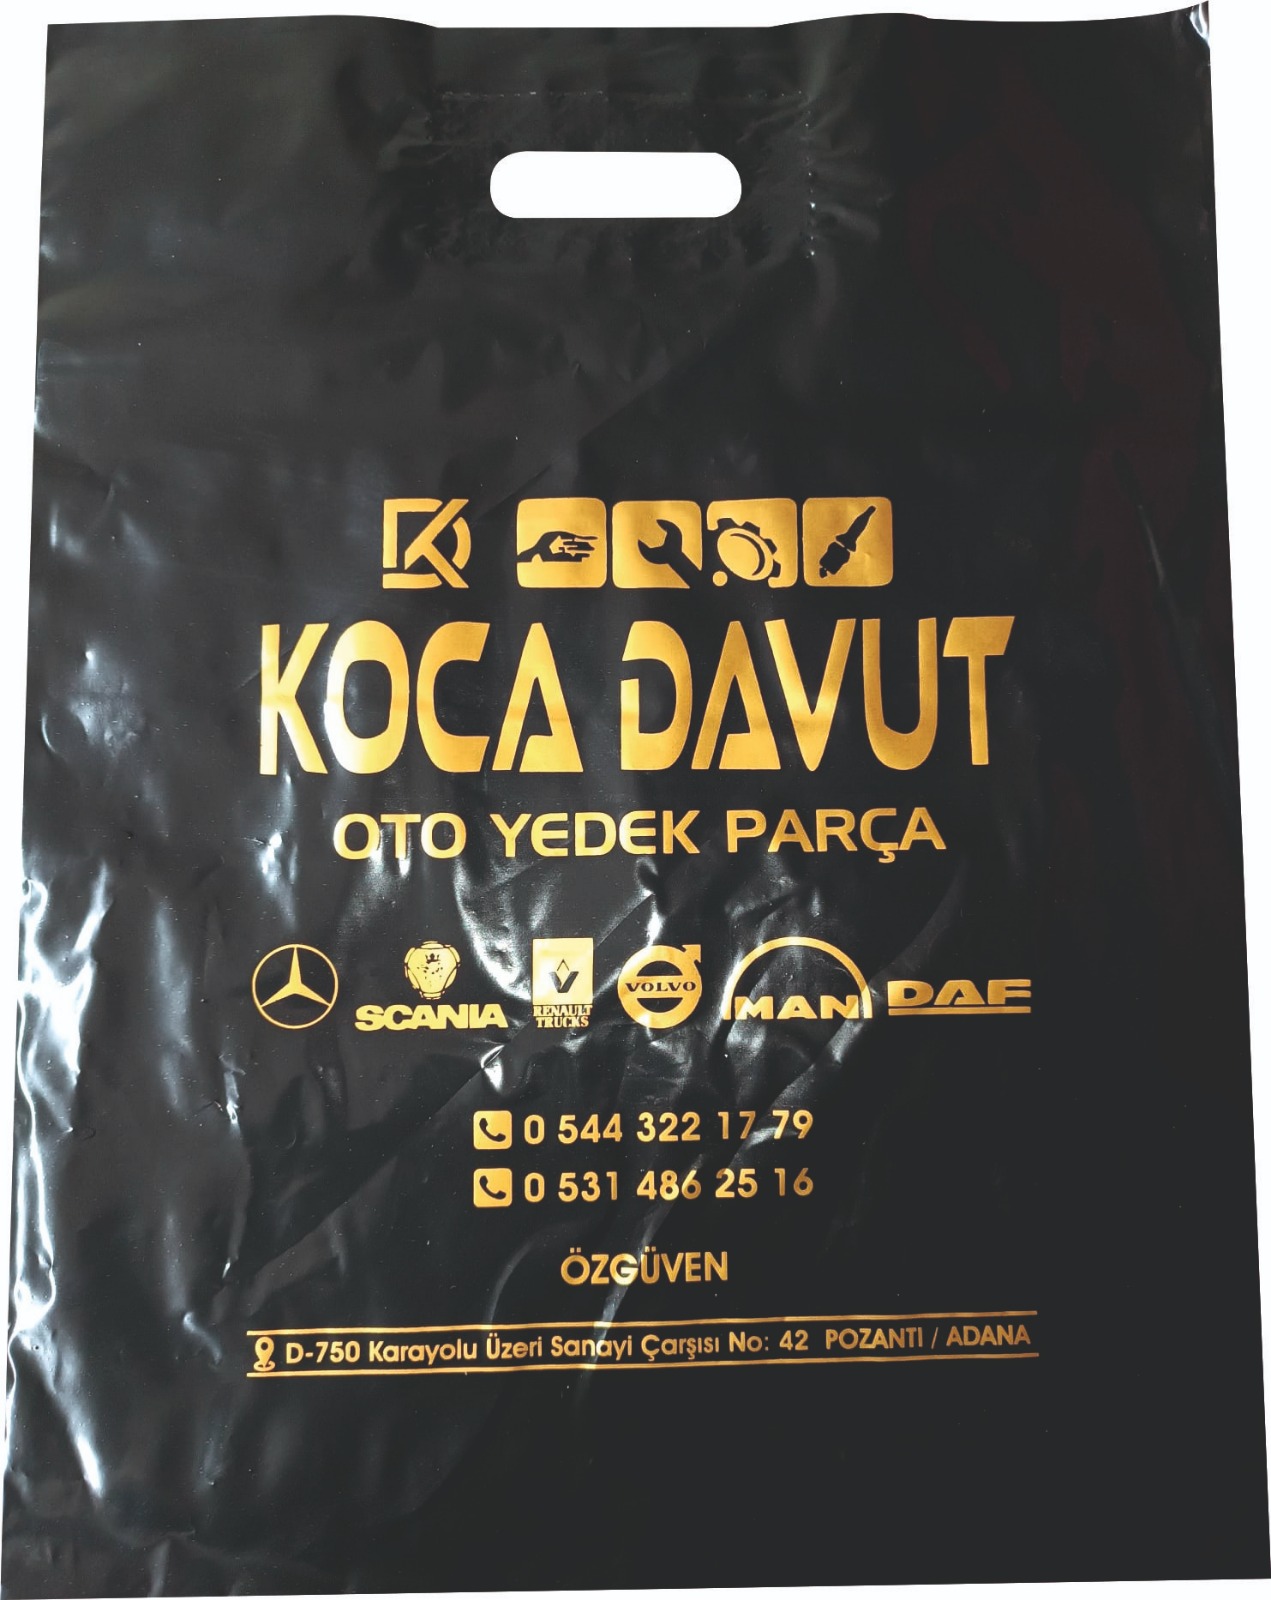 DK
KOCA DAVUT
OTO YEDEK PARÇA
SCANIA
RENAULT
TRUCKS
VOLVO
MAN
DAF
0 544 322 17 79
0 531 486 25 16
ÖZGÜVEN
D-750 Karayolu Üzeri Sanayi Çarşısı No: 42 POZANTI / ADANA